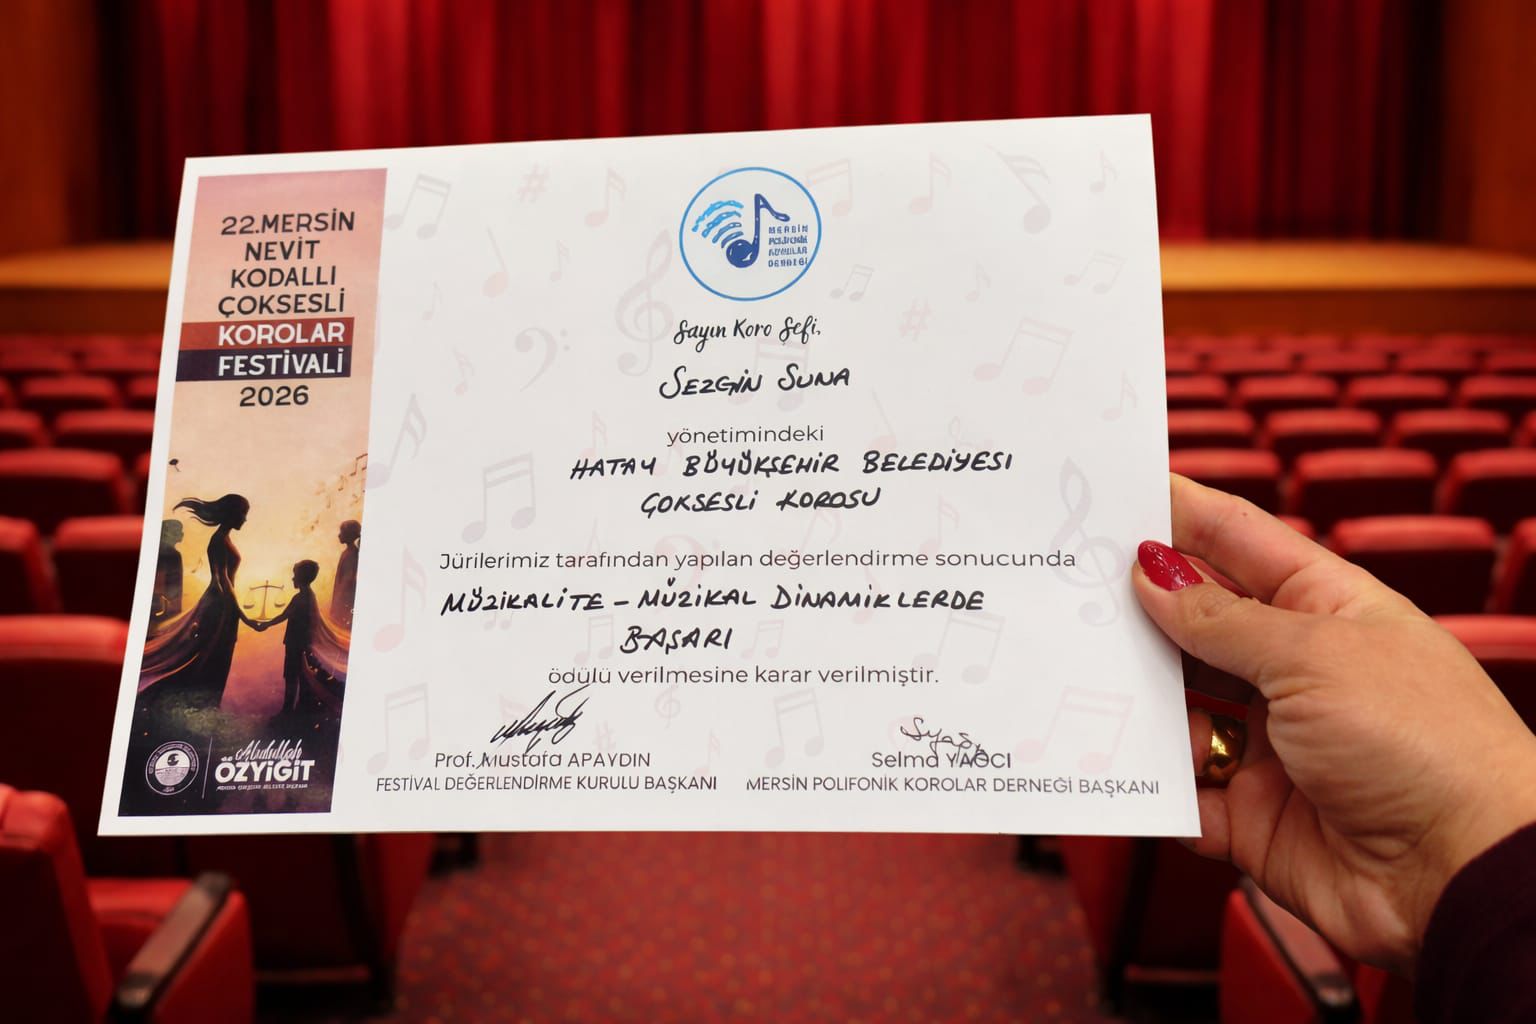 22.MERSİN
NEVİT
KODALLI
ÇOKSESLİ
KOROLAR
FESTİVALİ
2026
Abdullah
ÖZYİĞİT
MERSİN
POLİFONİK
KOROLAR
DERNEĞİ
Sayın Koro Şefi,
SEZGİN SUNA
yönetimindeki
HATAY BÜYÜKŞEHİR BELEDİYESI
ÇOKSESLİ KOROSU
Jürilerimiz tarafından yapılan değerlendirme sonucunda
MÜZİKALİTE - MÜZİKAL DİNAMİKLERDE
BAŞARI
ödülü verilmesine karar verilmiştir.
Prof. Mustafa APAYDIN
FESTİVAL DEĞERLENDİRME KURULU BAŞKANI
Selma YAĞCI
MERSİN POLİFONİK KOROLAR DERNEĞİ BAŞKANI